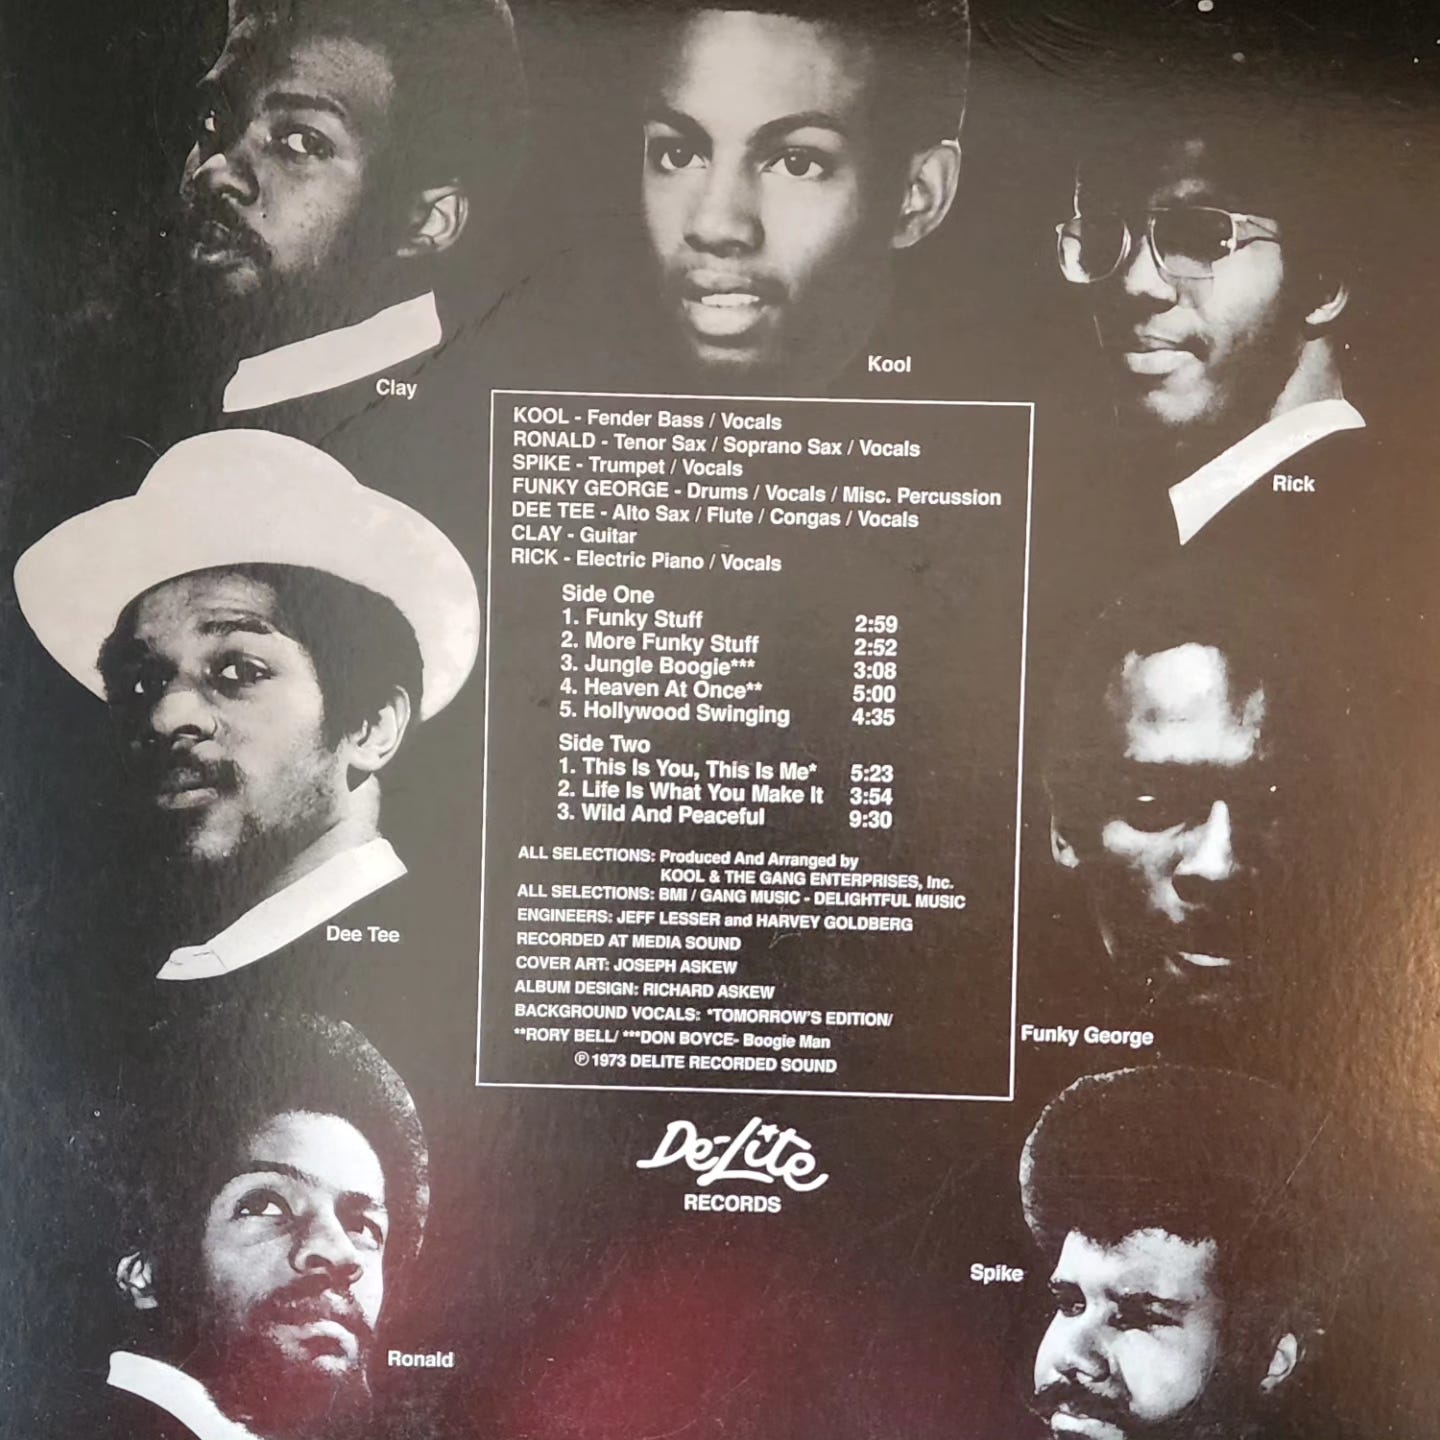 Kool
Clay
Rick
KOOL - Fender Bass / Vocals
RONALD - Tenor Sax / Soprano Sax / Vocals
SPIKE - Trumpet / Vocals
FUNKY GEORGE - Drums / Vocals / Misc. Percussion
DEE TEE - Alto Sax / Flute / Congas / Vocals
CLAY - Guitar
RICK - Electric Piano / Vocals
Side One
1. Funky Stuff 2:59
2. More Funky Stuff 2:52
3. Jungle Boogie*** 3:08
4. Heaven At Once** 5:00
5. Hollywood Swinging 4:35
Side Two
1. This Is You, This Is Me* 5:23
2. Life Is What You Make It 3:54
3. Wild And Peaceful 9:30
ALL SELECTIONS: Produced And Arranged by
KOOL & THE GANG ENTERPRISES, Inc.
ALL SELECTIONS: BMI / GANG MUSIC - DELIGHTFUL MUSIC
ENGINEERS: JEFF LESSER and HARVEY GOLDBERG
RECORDED AT MEDIA SOUND
COVER ART: JOSEPH ASKEW
ALBUM DESIGN: RICHARD ASKEW
BACKGROUND VOCALS: *TOMORROW'S EDITION/
**RORY BELL/ ***DON BOYCE- Boogie Man
℗ 1973 DELITE RECORDED SOUND
Dee Tee
Funky George
De-Lite
RECORDS
Spike
Ronald